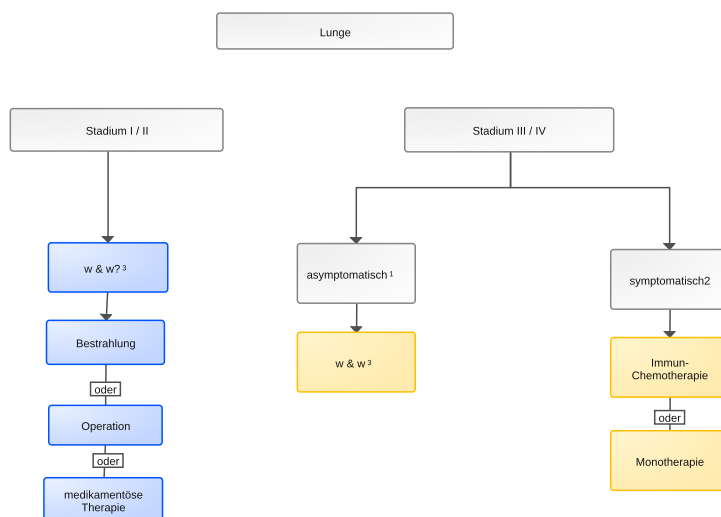 Lunge
Stadium I / II
Stadium III / IV
w & w? ³
asymptomatisch ¹
symptomatisch2
Bestrahlung
w & w ³
Immun-
Chemotherapie
oder
oder
Operation
Monotherapie
oder
medikamentöse
Therapie